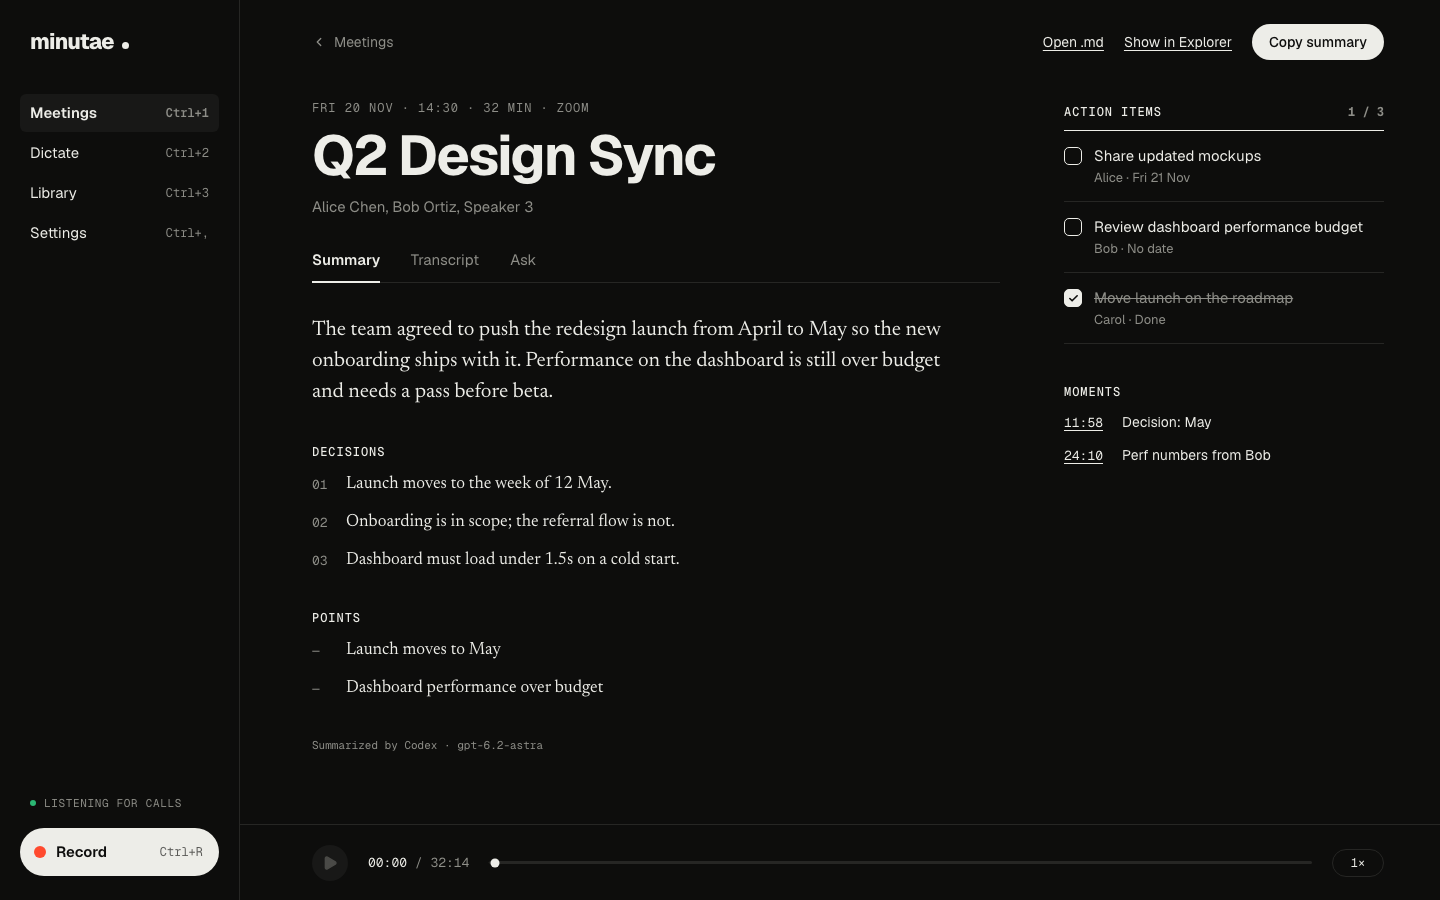 minutae
Meetings Ctrl+1
Dictate Ctrl+2
Library Ctrl+3
Settings Ctrl+,
LISTENING FOR CALLS
Record Ctrl+R
Meetings
Open .md Show in Explorer Copy summary
FRI 20 NOV · 14:30 · 32 MIN · ZOOM
Q2 Design Sync
Alice Chen, Bob Ortiz, Speaker 3
Summary Transcript Ask
The team agreed to push the redesign launch from April to May so the new
onboarding ships with it. Performance on the dashboard is still over budget
and needs a pass before beta.
DECISIONS
01 Launch moves to the week of 12 May.
02 Onboarding is in scope; the referral flow is not.
03 Dashboard must load under 1.5s on a cold start.
POINTS
– Launch moves to May
– Dashboard performance over budget
Summarized by Codex · gpt-6.2-astra
ACTION ITEMS 1 / 3
Share updated mockups
Alice · Fri 21 Nov
Review dashboard performance budget
Bob · No date
Move launch on the roadmap
Carol · Done
MOMENTS
11:58 Decision: May
24:10 Perf numbers from Bob
00:00 / 32:14 1×